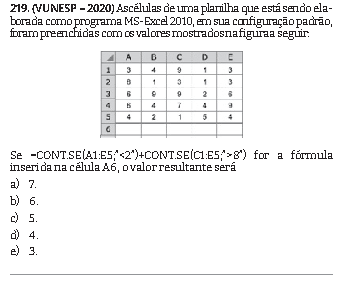 219. (VUNESP – 2020) As células de uma planilha que está sendo ela-
borada com o programa MS-Excel 2010, em sua configuração padrão,
foram preenchidas com os valores mostrados na figura a seguir:
A B C D E
1 3 4 9 1 3
2 8 1 3 1 3
3 6 9 9 2 6
4 5 4 7 4 9
5 4 2 1 5 4
6
Se =CONT.SE(A1:E5;"<2")+CONT.SE(C1:E5;">8") for a fórmula
inserida na célula A6, o valor resultante será
a) 7.
b) 6.
c) 5.
d) 4.
e) 3.